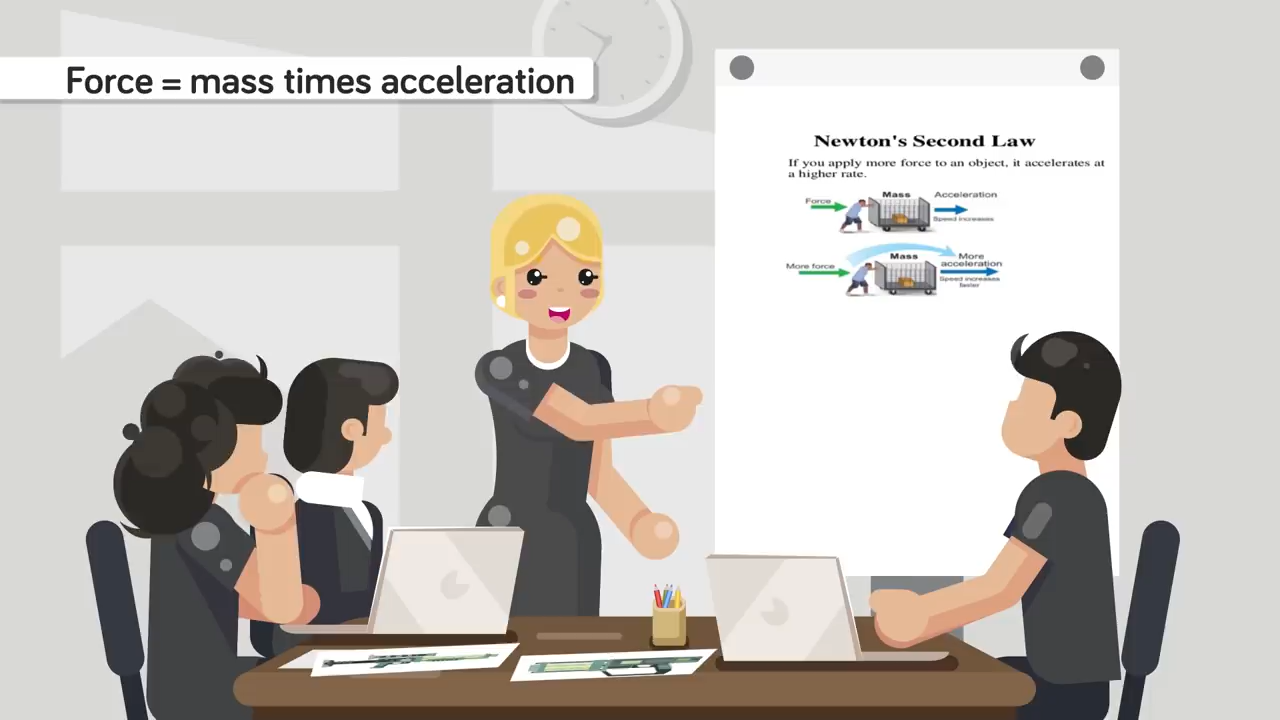 Force = mass times acceleration
Newton's Second Law
If you apply more force to an object, it accelerates at
a higher rate.
Force
Mass
Acceleration
Speed increases
More force
Mass
More
acceleration
Speed increases
faster